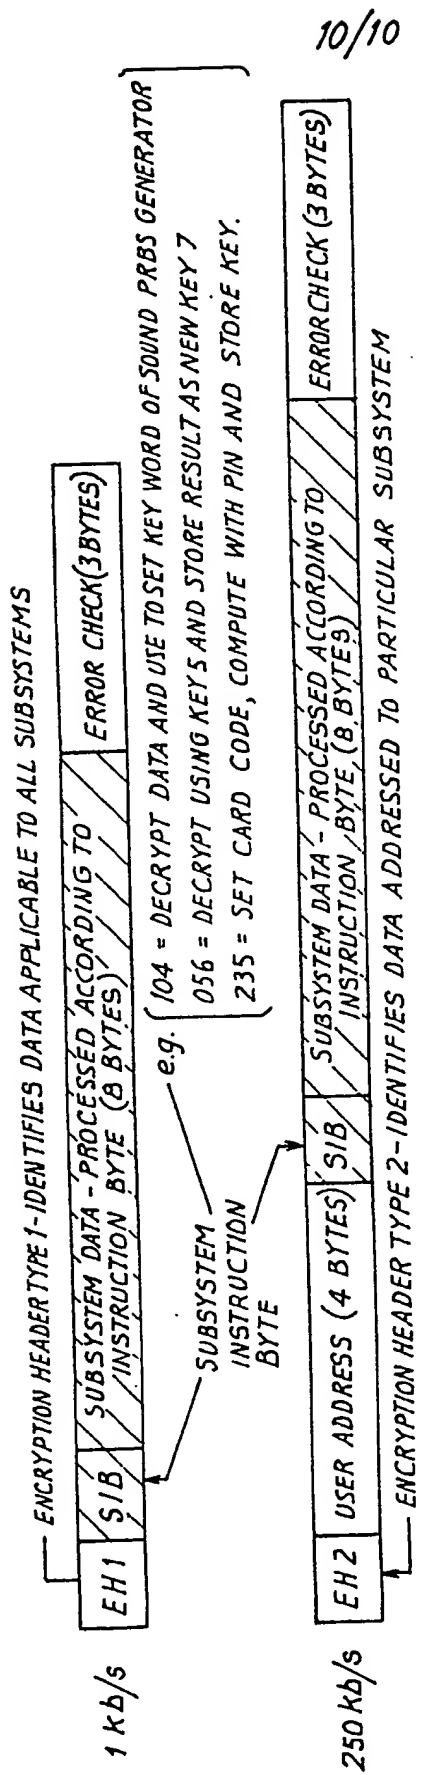 10/10
ENCRYPTION HEADER TYPE 1-IDENTIFIES DATA APPLICABLE TO ALL SUBSYSTEMS
1 kb/s
EH1
SIB
SUBSYSTEM DATA - PROCESSED ACCORDING TO
INSTRUCTION BYTE (8 BYTES)
ERROR CHECK (3 BYTES)
SUBSYSTEM
INSTRUCTION
BYTE
e.g.
104 = DECRYPT DATA AND USE TO SET KEY WORD OF SOUND PRBS GENERATOR
056 = DECRYPT USING KEY 5 AND STORE RESULT AS NEW KEY 7
235 = SET CARD CODE, COMPUTE WITH PIN AND STORE KEY.
250 kb/s
EH2
USER ADDRESS (4 BYTES)
SIB
SUBSYSTEM DATA - PROCESSED ACCORDING TO
INSTRUCTION BYTE (8 BYTES)
ERROR CHECK (3 BYTES)
ENCRYPTION HEADER TYPE 2-IDENTIFIES DATA ADDRESSED TO PARTICULAR SUBSYSTEM